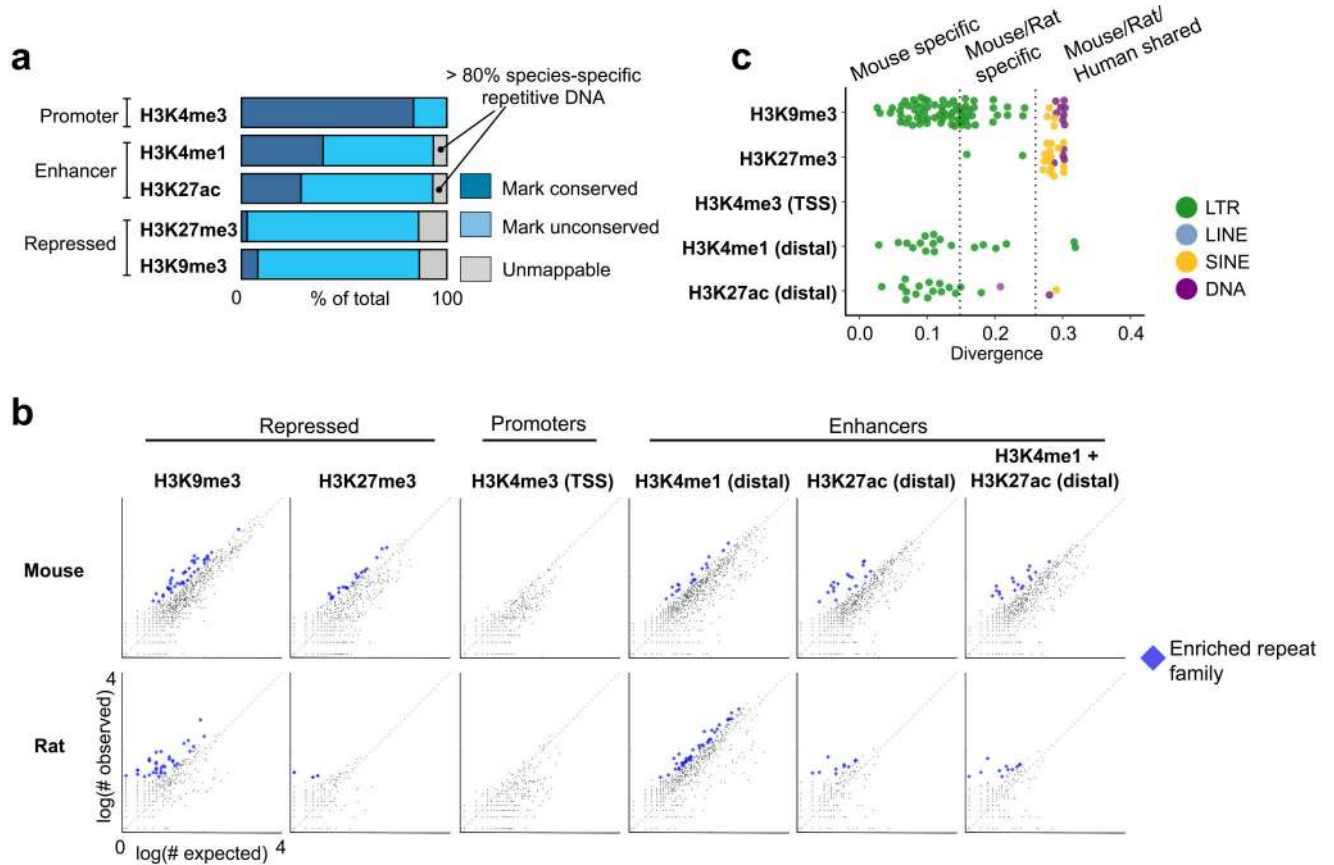 a
> 80% species-specific
repetitive DNA
Promoter
H3K4me3
Enhancer
H3K4me1
H3K27ac
Repressed
H3K27me3
H3K9me3
Mark conserved
Mark unconserved
Unmappable
0
% of total
100
c
Mouse specific
Mouse/Rat
specific
Mouse/Rat/
Human shared
H3K9me3
H3K27me3
H3K4me3 (TSS)
H3K4me1 (distal)
H3K27ac (distal)
0.0
0.1
0.2
0.3
0.4
Divergence
LTR
LINE
SINE
DNA
b
Repressed
Promoters
Enhancers
H3K9me3
H3K27me3
H3K4me3 (TSS)
H3K4me1 (distal)
H3K27ac (distal)
H3K4me1 +
H3K27ac (distal)
Mouse
Rat
4
log(# observed)
0
log(# expected)
4
Enriched repeat
family